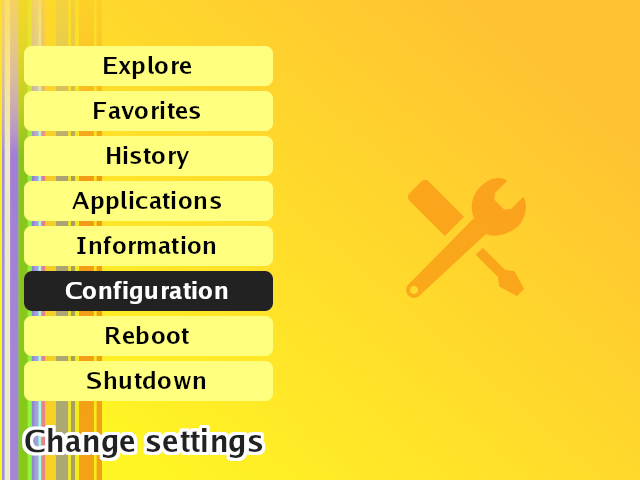 Explore
Favorites
History
Applications
Information
Configuration
Reboot
Shutdown
Change settings